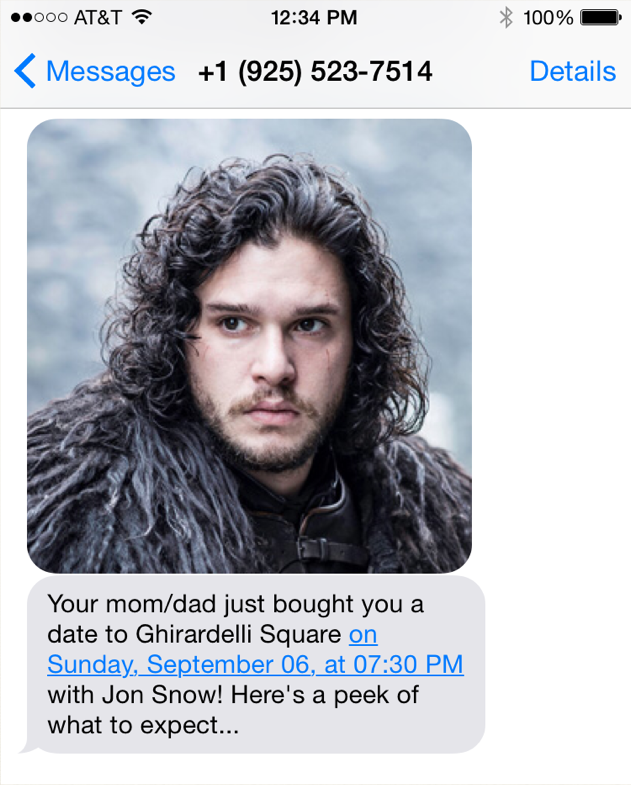 AT&T 12:34 PM 100%
Messages +1 (925) 523-7514 Details
Your mom/dad just bought you a
date to Ghirardelli Square on
Sunday, September 06, at 07:30 PM
with Jon Snow! Here's a peek of
what to expect...